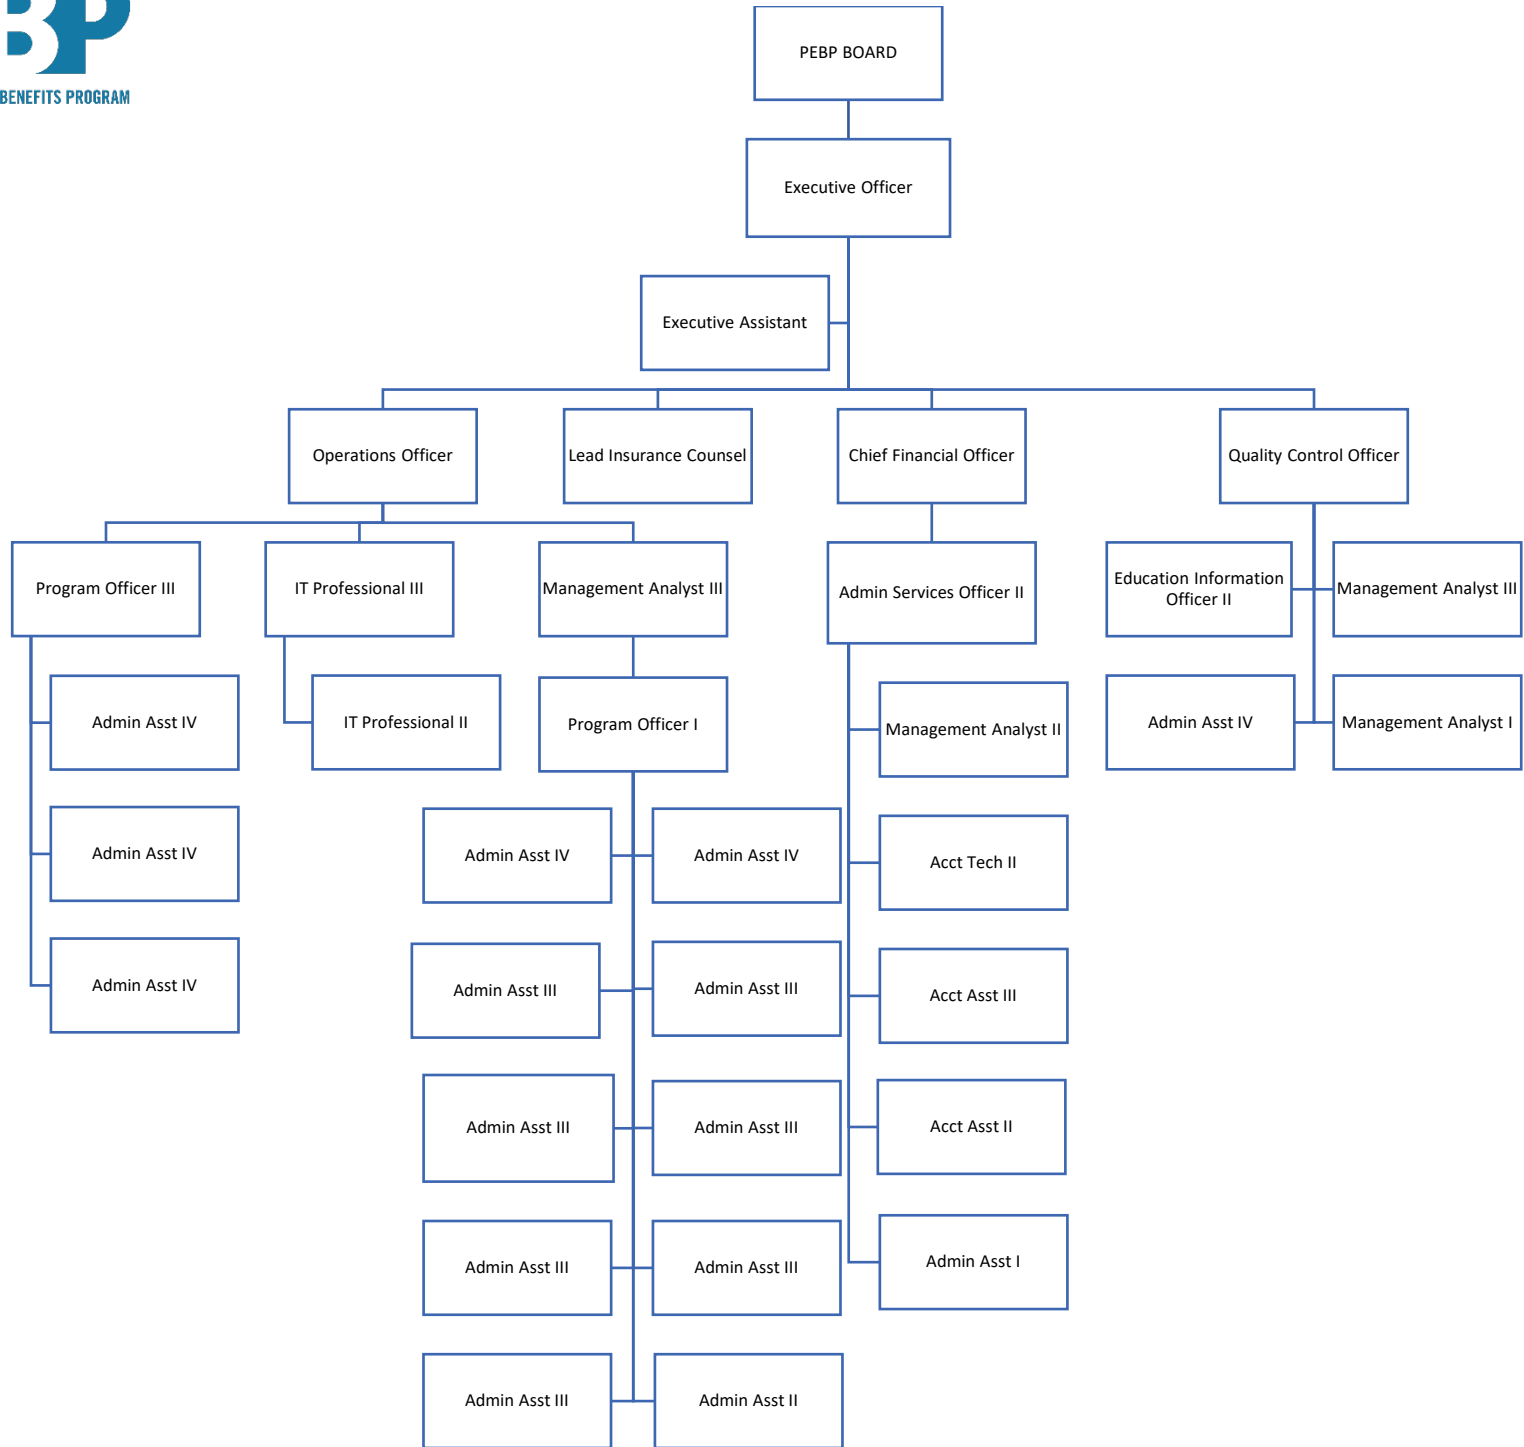 BP
BENEFITS PROGRAM
PEBP BOARD
Executive Officer
Executive Assistant
Operations Officer
Lead Insurance Counsel
Chief Financial Officer
Quality Control Officer
Program Officer III
IT Professional III
Management Analyst III
Admin Services Officer II
Education Information
Officer II
Management Analyst III
Admin Asst IV
IT Professional II
Program Officer I
Management Analyst II
Admin Asst IV
Management Analyst I
Admin Asst IV
Admin Asst IV
Admin Asst IV
Acct Tech II
Admin Asst IV
Admin Asst III
Admin Asst III
Acct Asst III
Admin Asst III
Admin Asst III
Acct Asst II
Admin Asst III
Admin Asst III
Admin Asst I
Admin Asst III
Admin Asst II